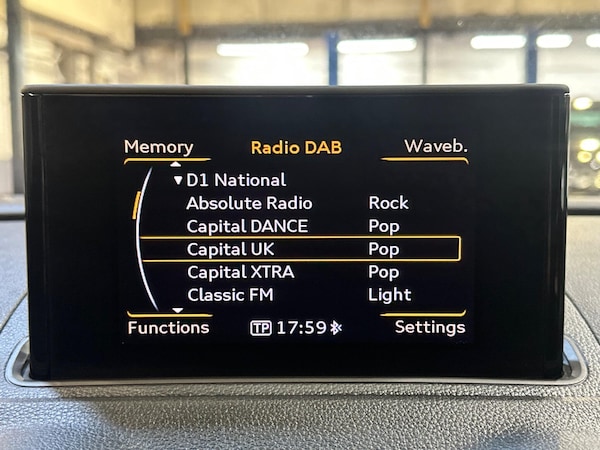 Memory Radio DAB Waveb.
▼ D1 National
Absolute Radio Rock
Capital DANCE Pop
Capital UK Pop
Capital XTRA Pop
Classic FM Light
Functions TP 17:59 Settings